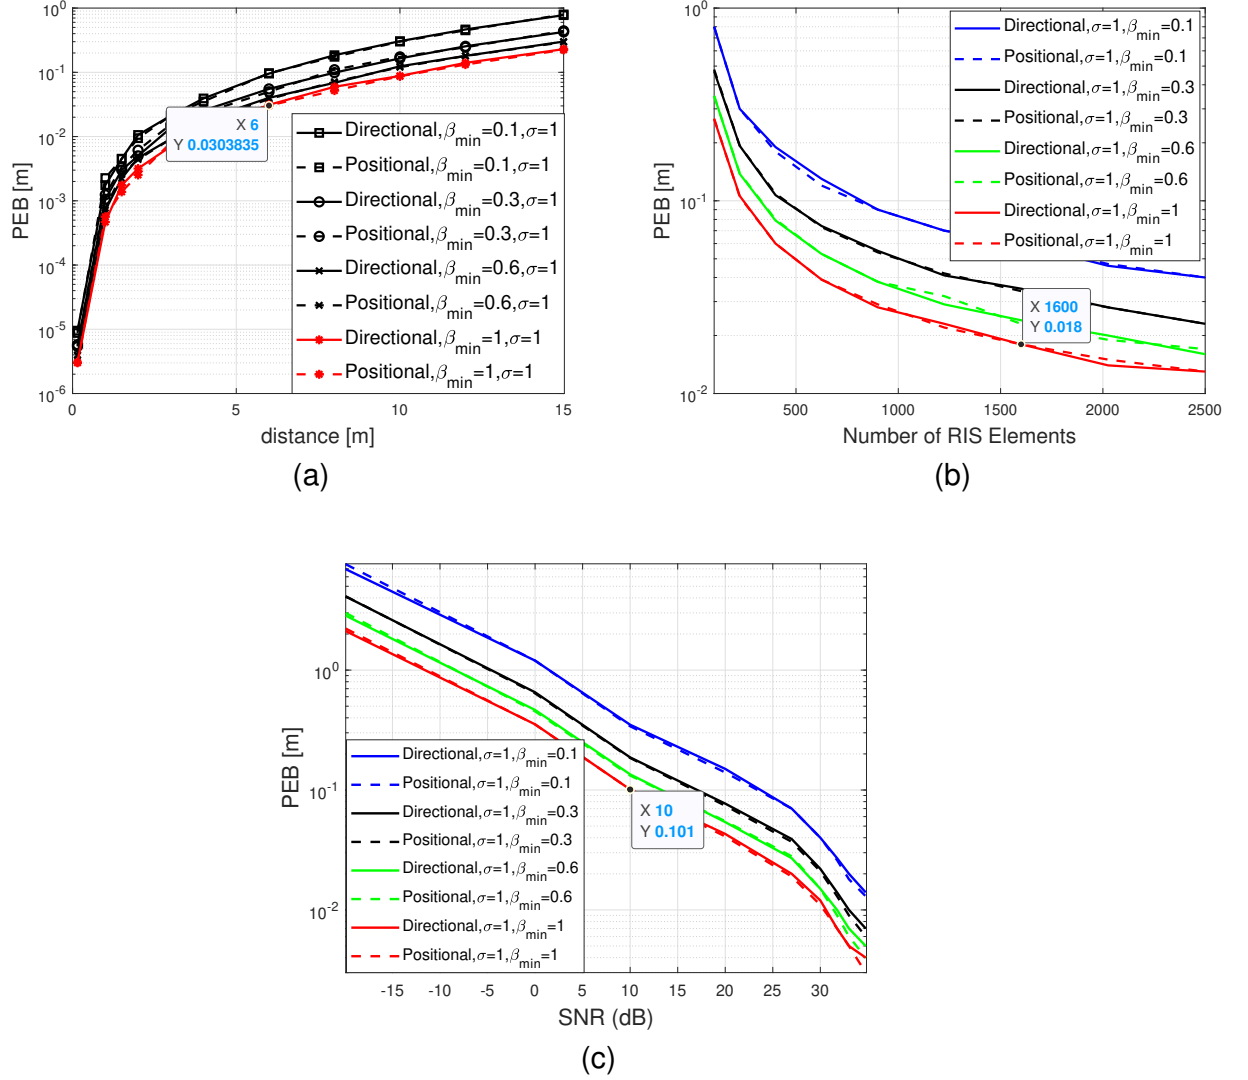 10^0
10^-1
10^-2
10^-3
10^-4
10^-5
10^-6
PEB [m]
0
5
10
15
distance [m]
X 6
Y 0.0303835
Directional,β_min=0.1,σ=1
Positional,β_min=0.1,σ=1
Directional,β_min=0.3,σ=1
Positional,β_min=0.3,σ=1
Directional,β_min=0.6,σ=1
Positional,β_min=0.6,σ=1
Directional,β_min=1,σ=1
Positional,β_min=1,σ=1
(a)
10^0
10^-1
10^-2
PEB [m]
500
1000
1500
2000
2500
Number of RIS Elements
Directional,σ=1,β_min=0.1
Positional,σ=1,β_min=0.1
Directional,σ=1,β_min=0.3
Positional,σ=1,β_min=0.3
Directional,σ=1,β_min=0.6
Positional,σ=1,β_min=0.6
Directional,σ=1,β_min=1
Positional,σ=1,β_min=1
X 1600
Y 0.018
(b)
10^0
10^-1
10^-2
PEB [m]
-15
-10
-5
0
5
10
15
20
25
30
SNR (dB)
Directional,σ=1,β_min=0.1
Positional,σ=1,β_min=0.1
Directional,σ=1,β_min=0.3
Positional,σ=1,β_min=0.3
Directional,σ=1,β_min=0.6
Positional,σ=1,β_min=0.6
Directional,σ=1,β_min=1
Positional,σ=1,β_min=1
X 10
Y 0.101
(c)